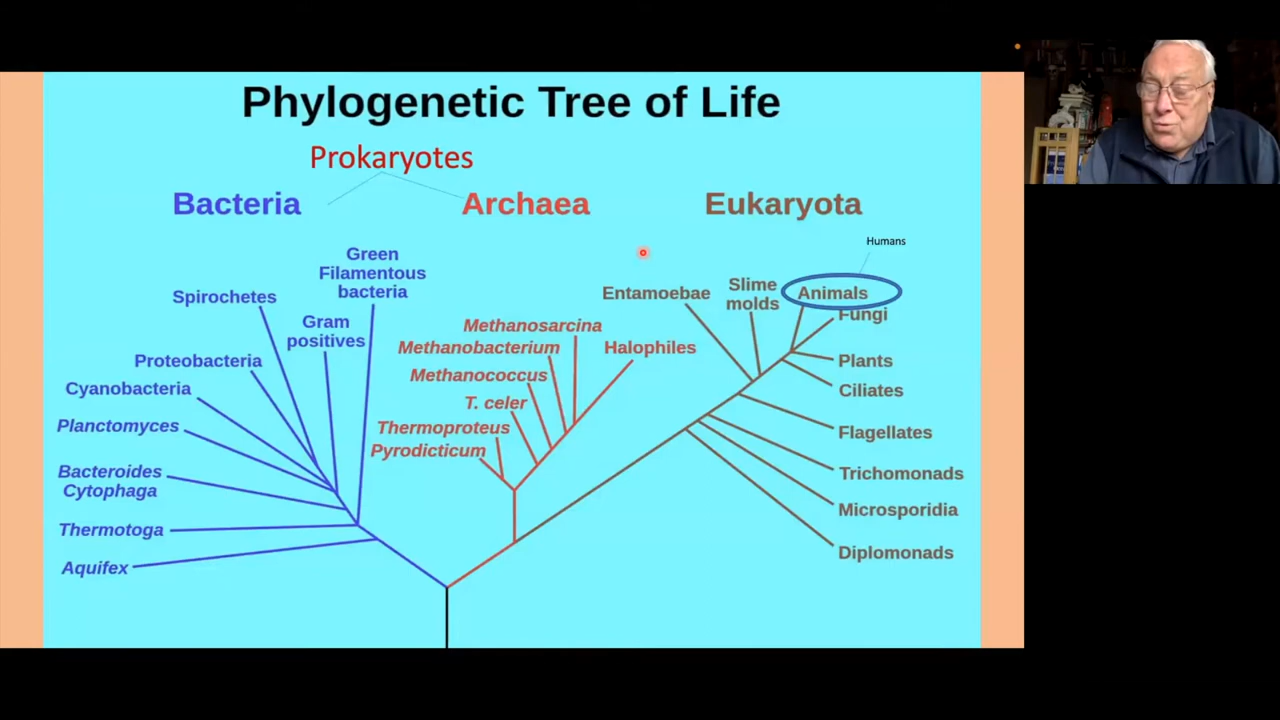 Phylogenetic Tree of Life
Prokaryotes
Bacteria
Archaea
Eukaryota
Green
Filamentous
bacteria
Spirochetes
Gram
positives
Proteobacteria
Cyanobacteria
Planctomyces
Bacteroides
Cytophaga
Thermotoga
Aquifex
Methanosarcina
Methanobacterium
Halophiles
Methanococcus
T. celer
Thermoproteus
Pyrodicticum
Humans
Entamoebae
Slime
molds
Animals
Fungi
Plants
Ciliates
Flagellates
Trichomonads
Microsporidia
Diplomonads